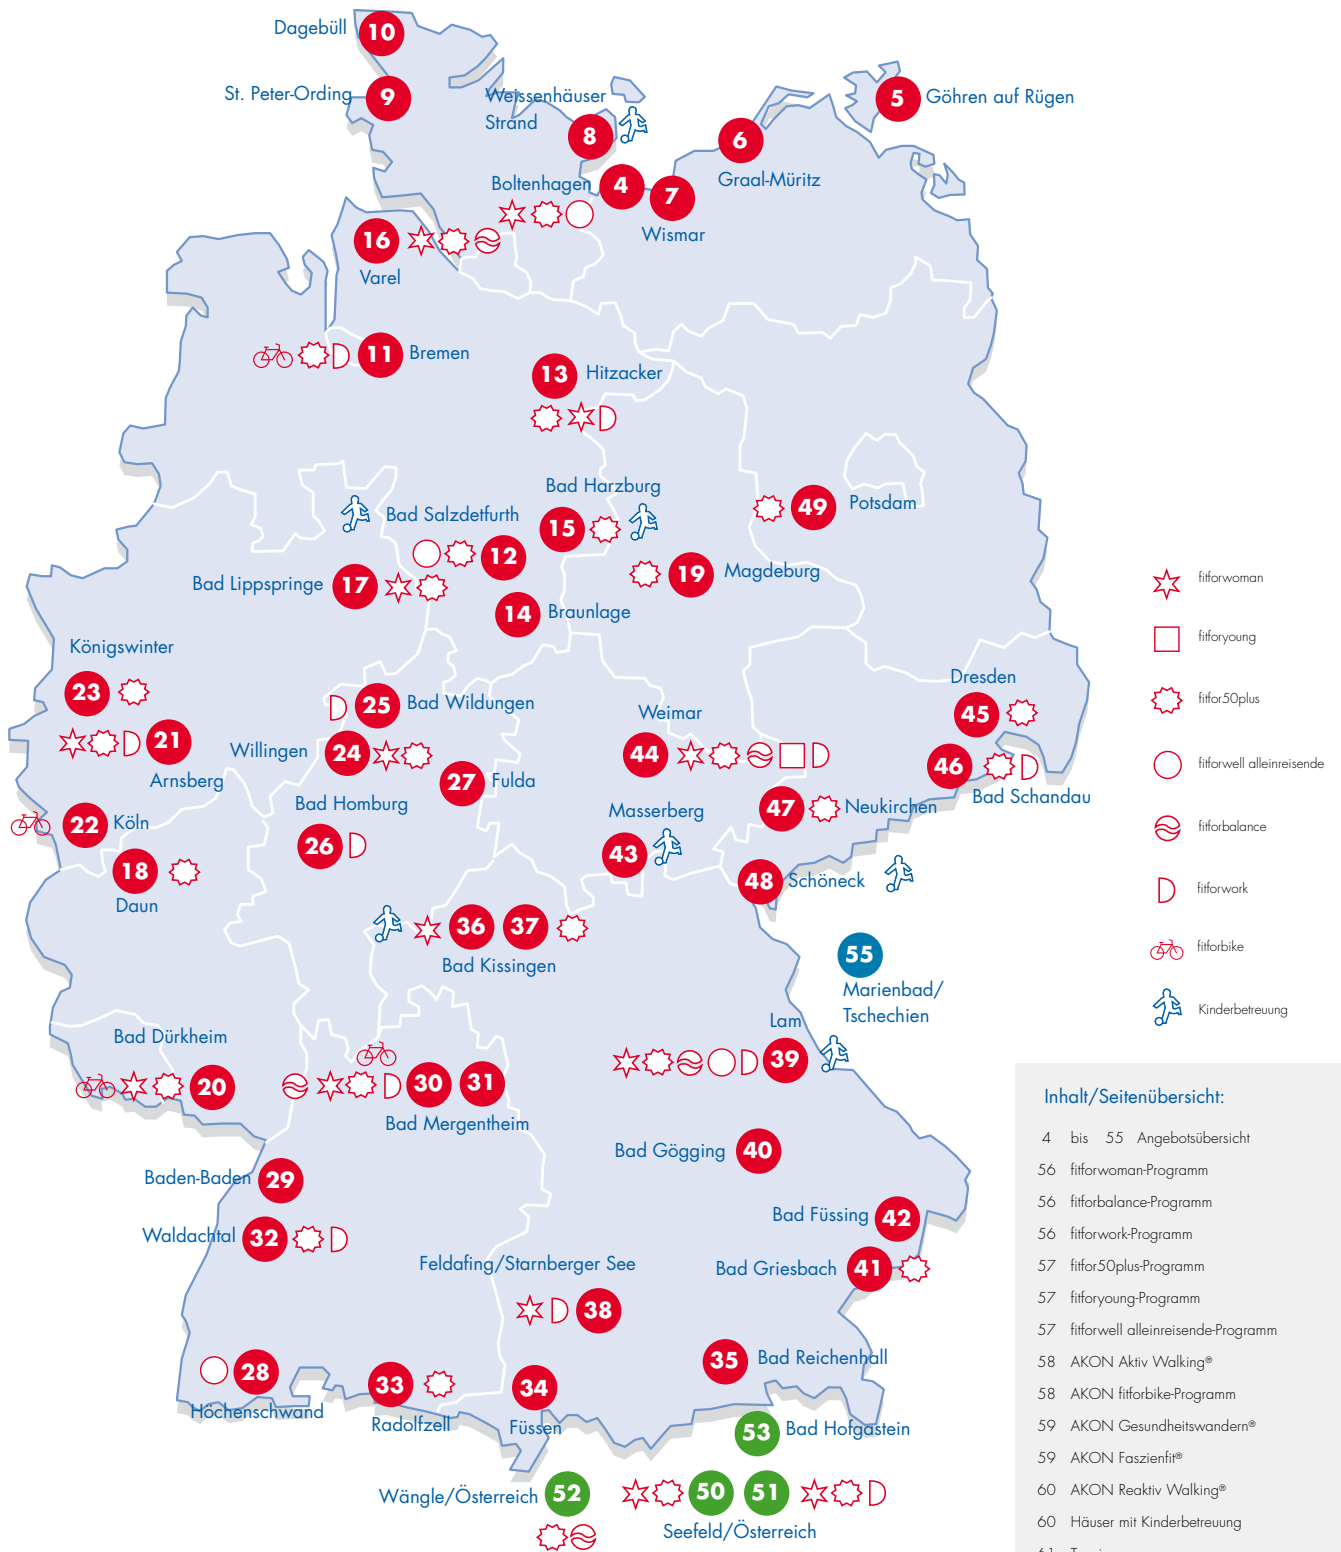 Dagebüll
10
St. Peter-Ording
9
Weissenhäuser
Strand
8
5
Göhren auf Rügen
6
Graal-Müritz
Boltenhagen
4
7
Wismar
16
Varel
11
Bremen
13
Hitzacker
Bad Harzburg
15
49
Potsdam
Bad Salzdetfurth
12
Bad Lippspringe
17
19
Magdeburg
14
Braunlage
Königswinter
23
21
Arnsberg
25
Bad Wildungen
Willingen
24
27
Fulda
Weimar
44
Dresden
45
46
Bad Schandau
22
Köln
Bad Homburg
26
Masserberg
43
47
Neukirchen
18
Daun
48
Schöneck
36
37
Bad Kissingen
55
Marienbad/
Tschechien
Bad Dürkheim
20
30
31
Bad Mergentheim
Lam
39
Bad Gögging
40
Baden-Baden
29
Waldachtal
32
Bad Füssing
42
Bad Griesbach
41
Feldafing/Starnberger See
38
28
Höchenschwand
33
Radolfzell
34
Füssen
35
Bad Reichenhall
53
Bad Hofgastein
Wängle/Österreich
52
50
51
Seefeld/Österreich
fitforwoman
fitforyoung
fitfor50plus
fitforwell alleinreisende
fitforbalance
fitforwork
fitforbike
Kinderbetreuung
Inhalt/Seitenübersicht:
4 bis 55 Angebotsübersicht
56 fitforwoman-Programm
56 fitforbalance-Programm
56 fitforwork-Programm
57 fitfor50plus-Programm
57 fitforyoung-Programm
57 fitforwell alleinreisende-Programm
58 AKON Aktiv Walking®
58 AKON fitforbike-Programm
59 AKON Gesundheitswandern®
59 AKON Faszienfit®
60 AKON Reaktiv Walking®
60 Häuser mit Kinderbetreuung